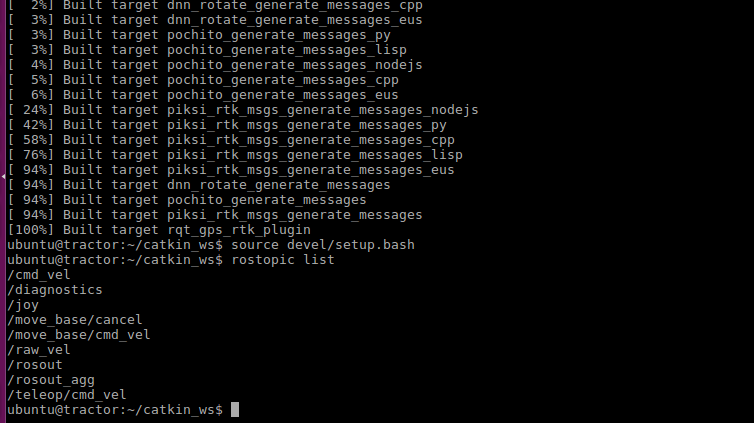 [  2%] Built target dnn_rotate_generate_messages_cpp
[  3%] Built target dnn_rotate_generate_messages_eus
[  3%] Built target pochito_generate_messages_py
[  3%] Built target pochito_generate_messages_lisp
[  4%] Built target pochito_generate_messages_nodejs
[  5%] Built target pochito_generate_messages_cpp
[  6%] Built target pochito_generate_messages_eus
[ 24%] Built target piksi_rtk_msgs_generate_messages_nodejs
[ 42%] Built target piksi_rtk_msgs_generate_messages_py
[ 58%] Built target piksi_rtk_msgs_generate_messages_cpp
[ 76%] Built target piksi_rtk_msgs_generate_messages_lisp
[ 94%] Built target piksi_rtk_msgs_generate_messages_eus
[ 94%] Built target dnn_rotate_generate_messages
[ 94%] Built target pochito_generate_messages
[ 94%] Built target piksi_rtk_msgs_generate_messages
[100%] Built target rqt_gps_rtk_plugin
ubuntu@tractor:~/catkin_ws$ source devel/setup.bash
ubuntu@tractor:~/catkin_ws$ rostopic list
/cmd_vel
/diagnostics
/joy
/move_base/cancel
/move_base/cmd_vel
/raw_vel
/rosout
/rosout_agg
/teleop/cmd_vel
ubuntu@tractor:~/catkin_ws$